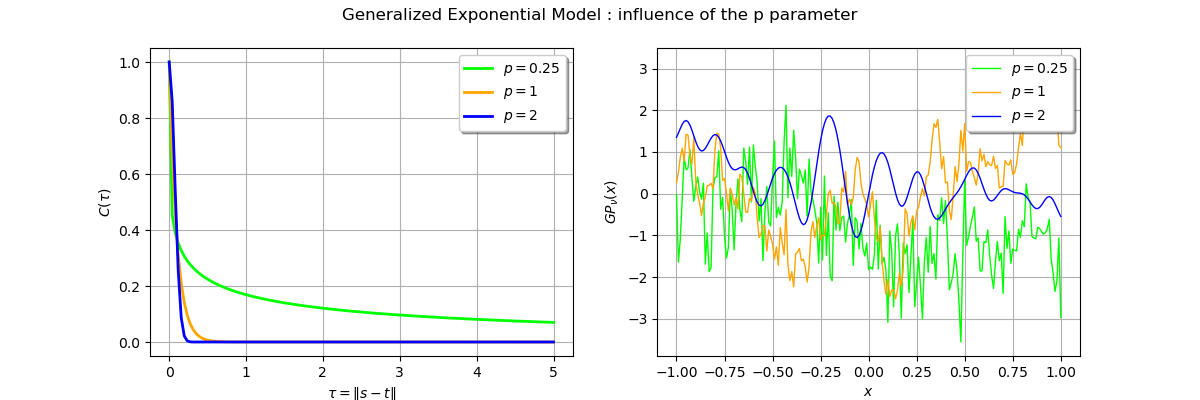 Generalized Exponential Model : influence of the p parameter
C(τ)
1.0
0.8
0.6
0.4
0.2
0.0
0 1 2 3 4 5
τ = ‖s − t‖
p = 0.25
p = 1
p = 2
GPᵥ(x)
3
2
1
0
−1
−2
−3
−1.00 −0.75 −0.50 −0.25 0.00 0.25 0.50 0.75 1.00
x
p = 0.25
p = 1
p = 2